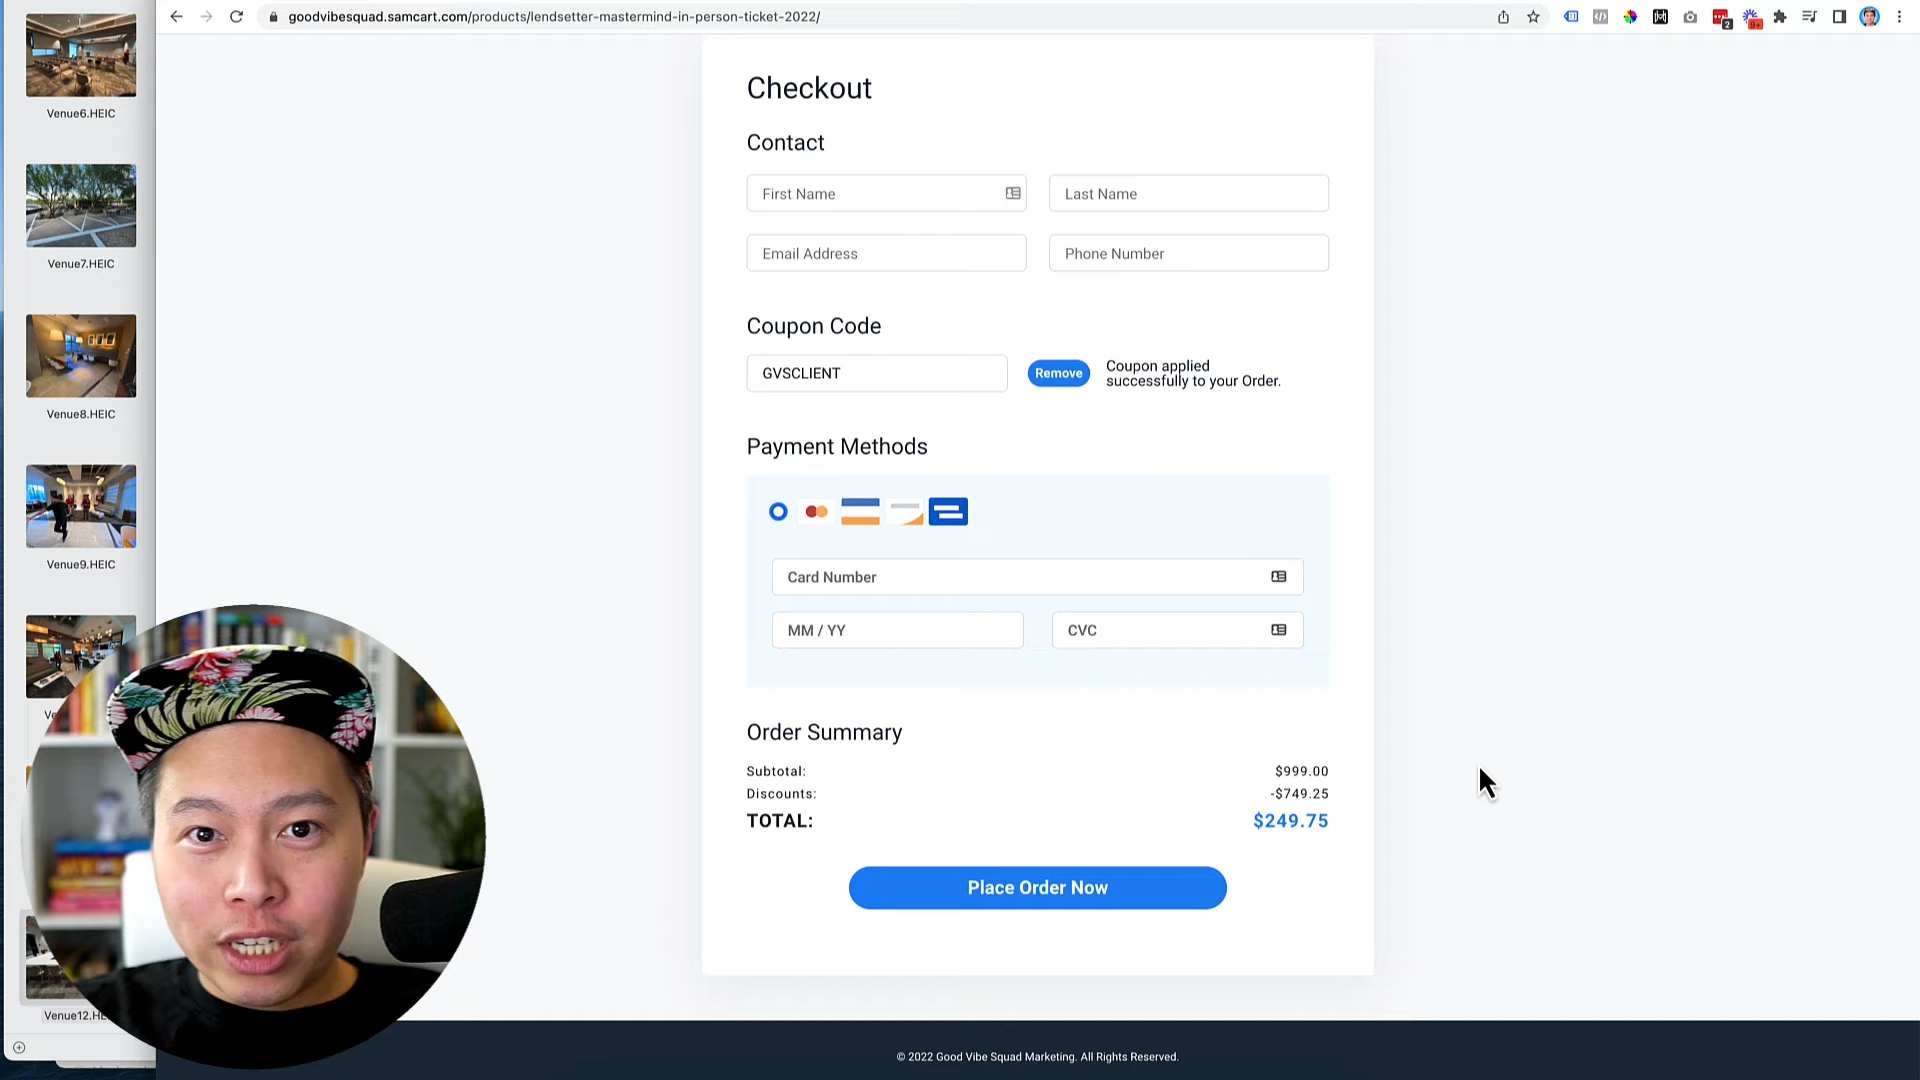 goodvibesquad.samcart.com/products/lendsetter-mastermind-in-person-ticket-2022/
2
9+
Venue6.HEIC
Venue7.HEIC
Venue8.HEIC
Venue9.HEIC
Venue12.HE
Checkout
Contact
First Name
Last Name
Email Address
Phone Number
Coupon Code
GVSCLIENT
Remove
Coupon applied
successfully to your Order.
Payment Methods
Card Number
MM / YY
CVC
Order Summary
Subtotal: $999.00
Discounts: -$749.25
TOTAL: $249.75
Place Order Now
© 2022 Good Vibe Squad Marketing. All Rights Reserved.